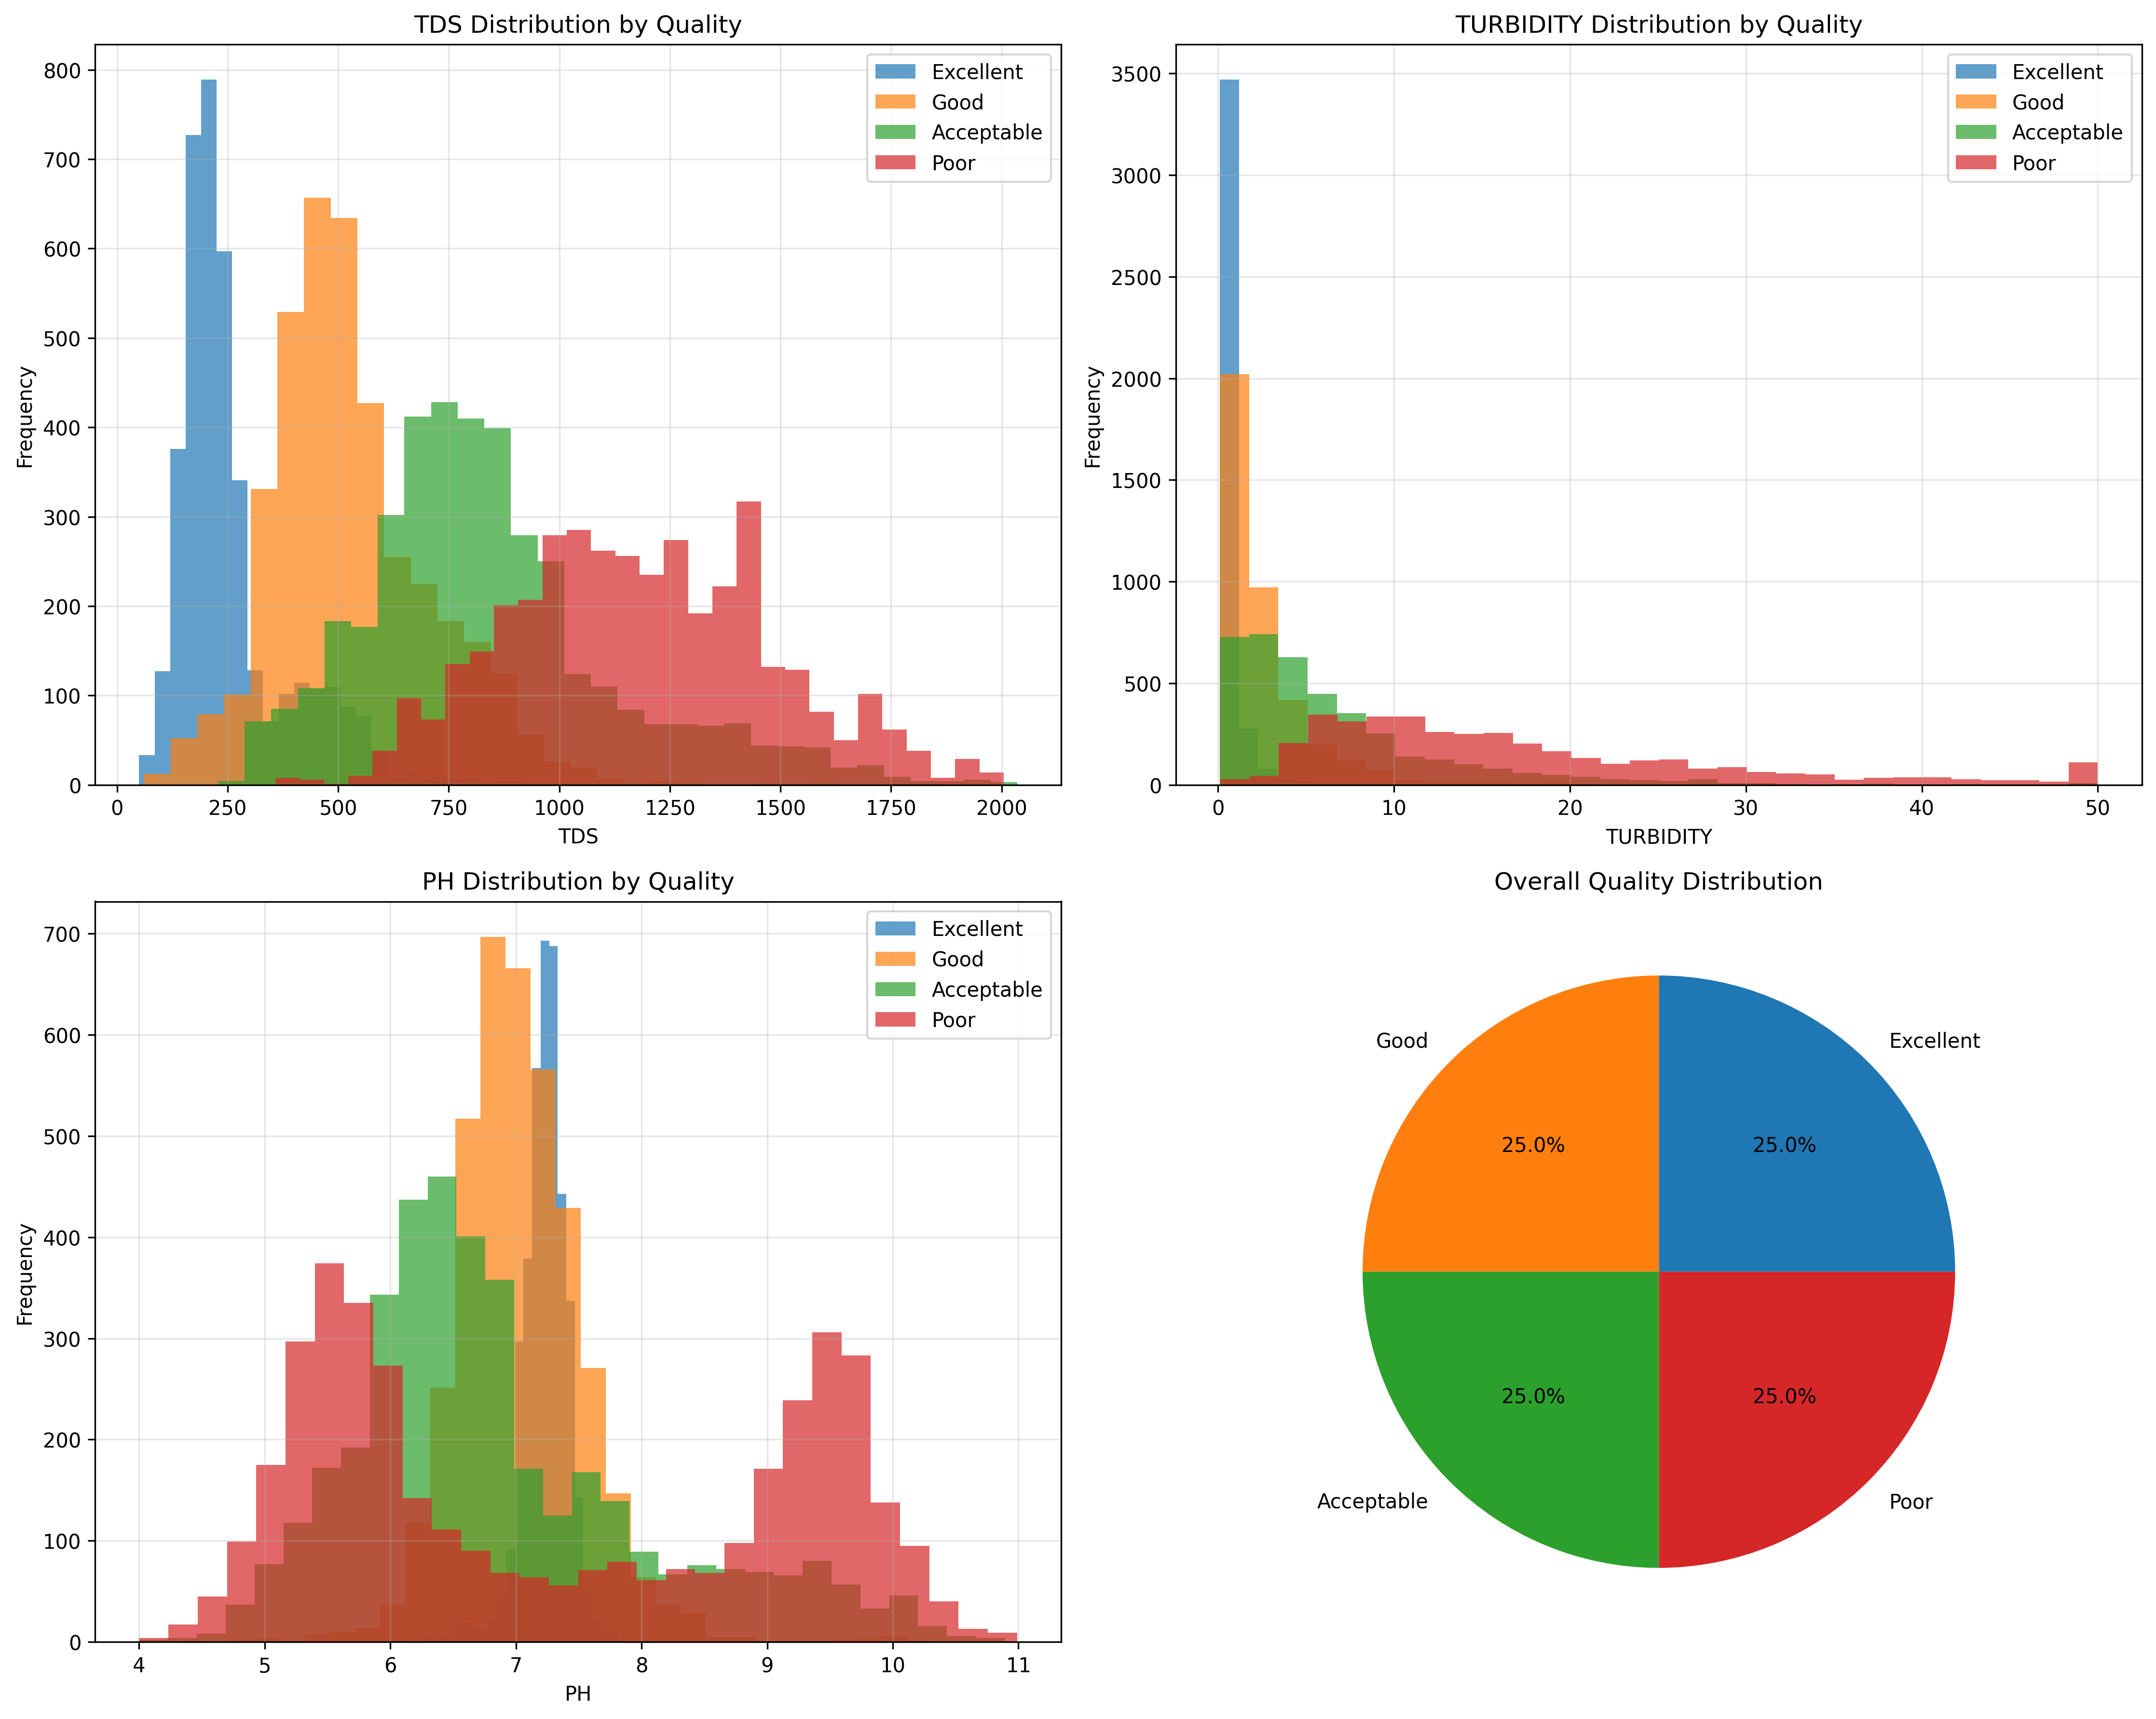 TDS Distribution by Quality
800
700
600
500
400
300
200
100
0
Frequency
0 250 500 750 1000 1250 1500 1750 2000
TDS
Excellent
Good
Acceptable
Poor
TURBIDITY Distribution by Quality
3500
3000
2500
2000
1500
1000
500
0
Frequency
0 10 20 30 40 50
TURBIDITY
Excellent
Good
Acceptable
Poor
PH Distribution by Quality
700
600
500
400
300
200
100
0
Frequency
4 5 6 7 8 9 10 11
PH
Excellent
Good
Acceptable
Poor
Overall Quality Distribution
Good
Excellent
25.0% 25.0%
25.0% 25.0%
Acceptable
Poor